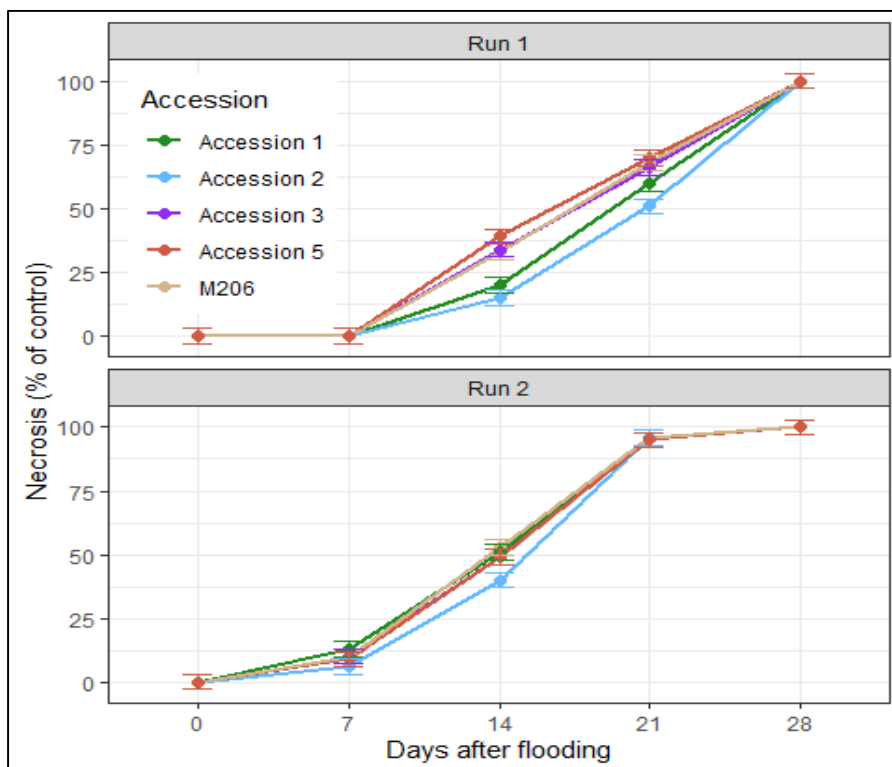 Run 1
Accession
Accession 1
Accession 2
Accession 3
Accession 5
M206
100
75
50
25
0
Run 2
100
75
50
25
0
Necrosis (% of control)
0 7 14 21 28
Days after flooding